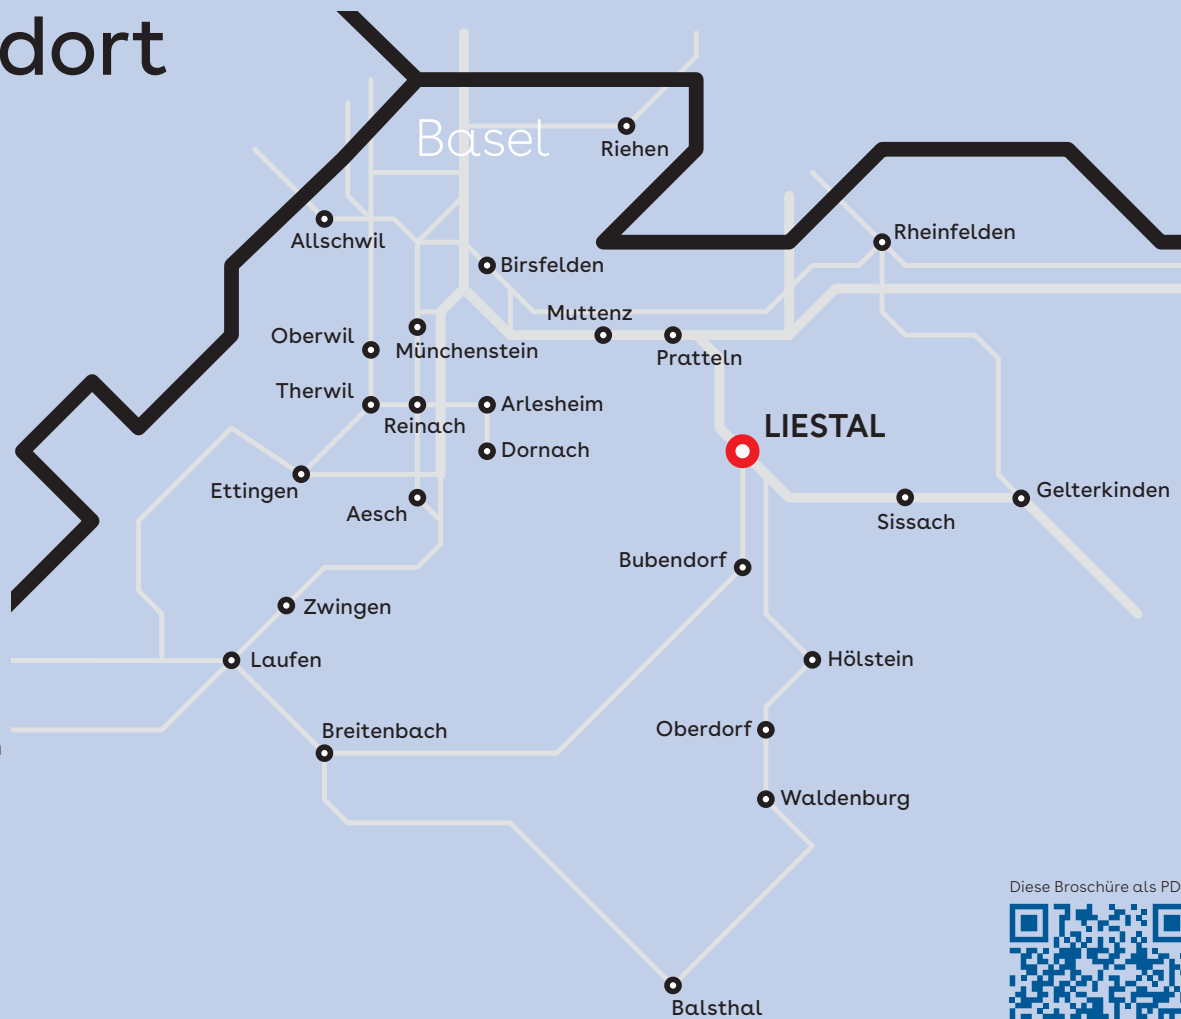 dort
Basel
Riehen
Allschwil
Rheinfelden
Birsfelden
Muttenz
Oberwil
Münchenstein
Pratteln
Therwil
Arlesheim
Reinach
LIESTAL
Dornach
Ettingen
Gelterkinden
Aesch
Sissach
Bubendorf
Zwingen
Laufen
Hölstein
Breitenbach
Oberdorf
Waldenburg
Diese Broschüre als PD
Balsthal